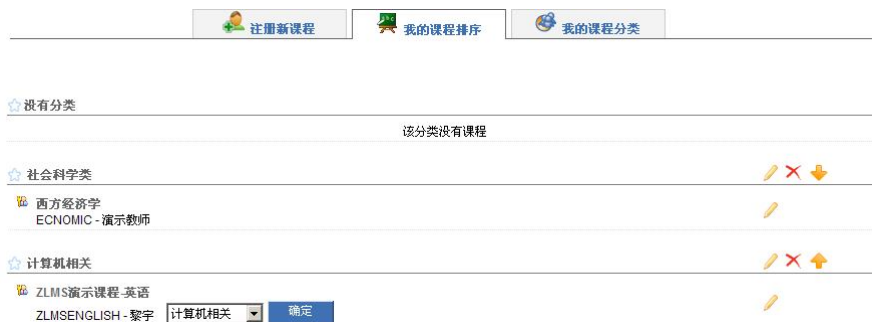 注册新课程 我的课程排序 我的课程分类
没有分类
该分类没有课程
社会科学类
西方经济学
ECNOMIC - 演示教师
计算机相关
ZLMS演示课程-英语
ZLMSENGLISH - 黎宇 计算机相关 确定